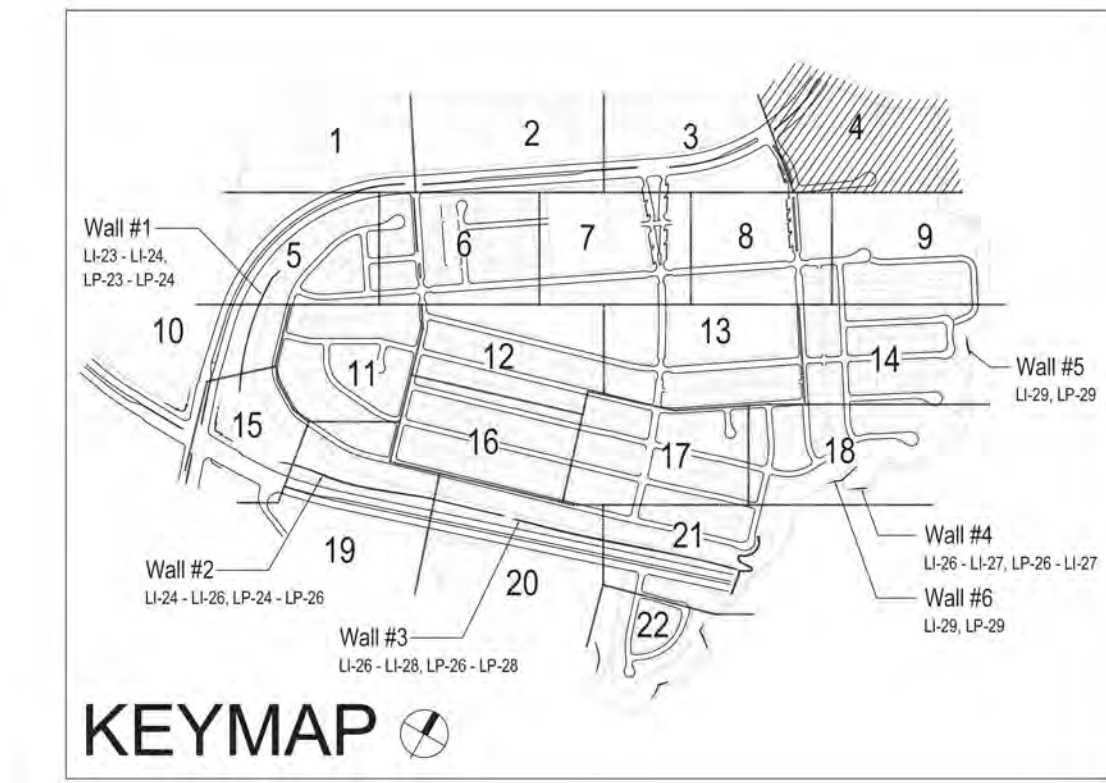 1
2
3
4
Wall #1
LI-23 - LI-24,
LP-23 - LP-24
5
6
7
8
9
10
11
12
13
14
Wall #5
LI-29, LP-29
15
16
17
18
Wall #2
LI-24 - LI-26, LP-24 - LP-26
19
20
21
Wall #4
LI-26 - LI-27, LP-26 - LI-27
Wall #6
LI-29, LP-29
Wall #3
LI-26 - LI-28, LP-26 - LP-28
22
KEYMAP